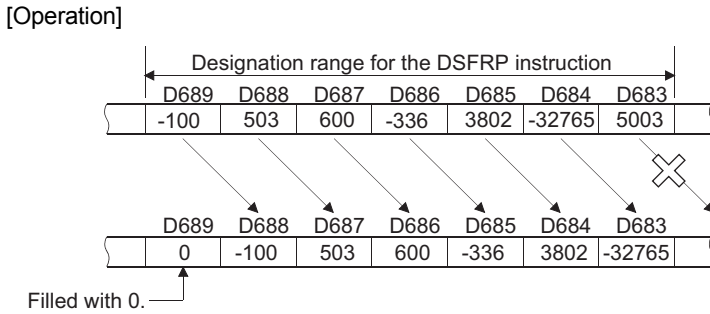 [Operation]
Designation range for the DSFRP instruction
D689 D688 D687 D686 D685 D684 D683
-100 503 600 -336 3802 -32765 5003
D689 D688 D687 D686 D685 D684 D683
0 -100 503 600 -336 3802 -32765
Filled with 0.